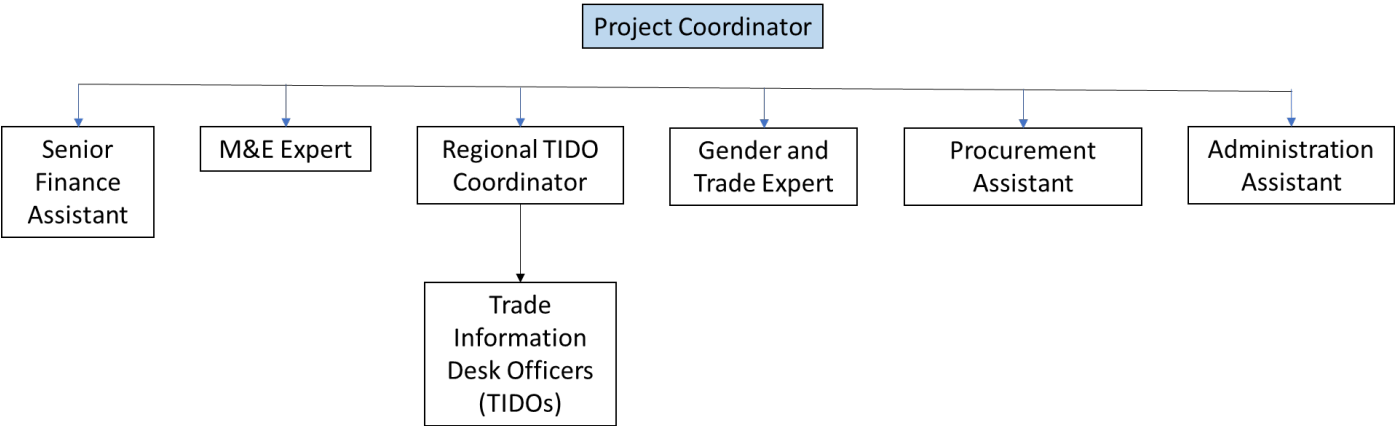 Project Coordinator
Senior
Finance
Assistant
M&E Expert
Regional TIDO
Coordinator
Gender and
Trade Expert
Procurement
Assistant
Administration
Assistant
Trade
Information
Desk Officers
(TIDOs)